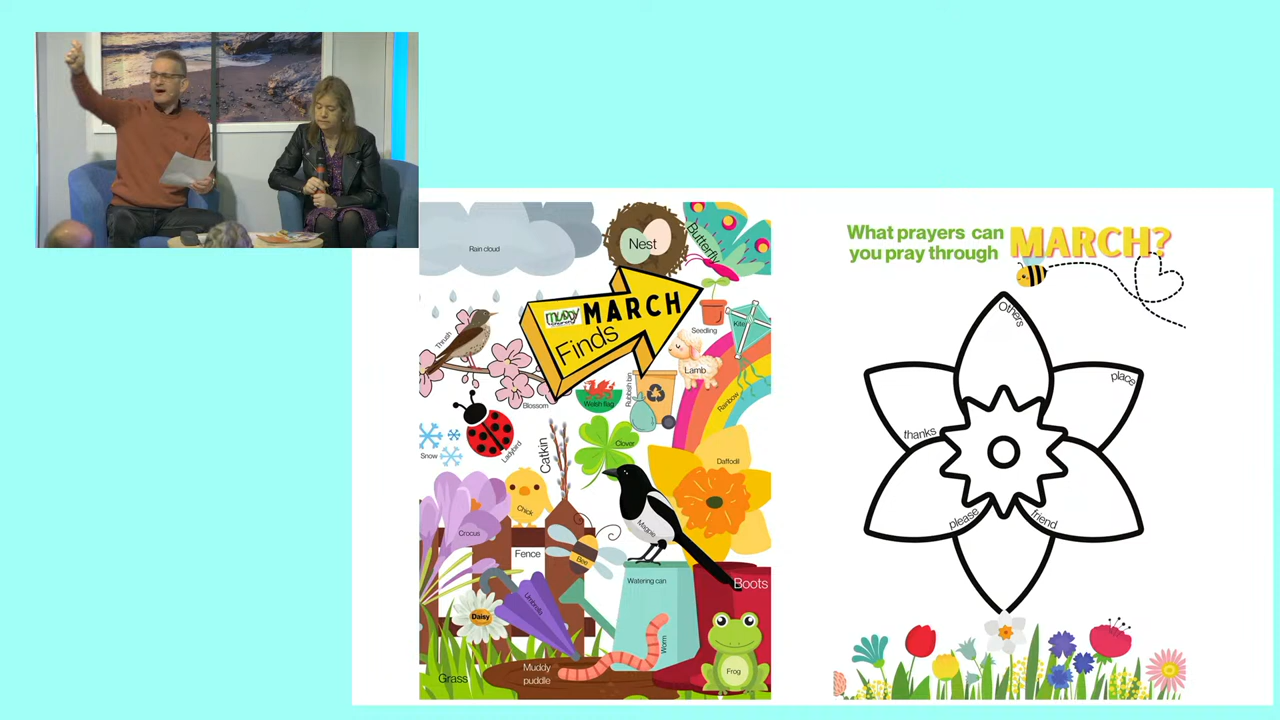 Rain cloud
Nest
Butterfly
MUDDY
MARCH
Finds
Thrush
Seedling
Kite
Lamb
Rubbish bin
Welsh flag
Rainbow
Blossom
Snow
Ladybird
Catkin
Clover
Daffodil
Crocus
Chick
Magpie
Fence
Bee
Watering can
Boots
Umbrella
Daisy
Worm
Muddy
puddle
Frog
Grass
What prayers can
you pray through
MARCH?
Others
place
thanks
please
friend